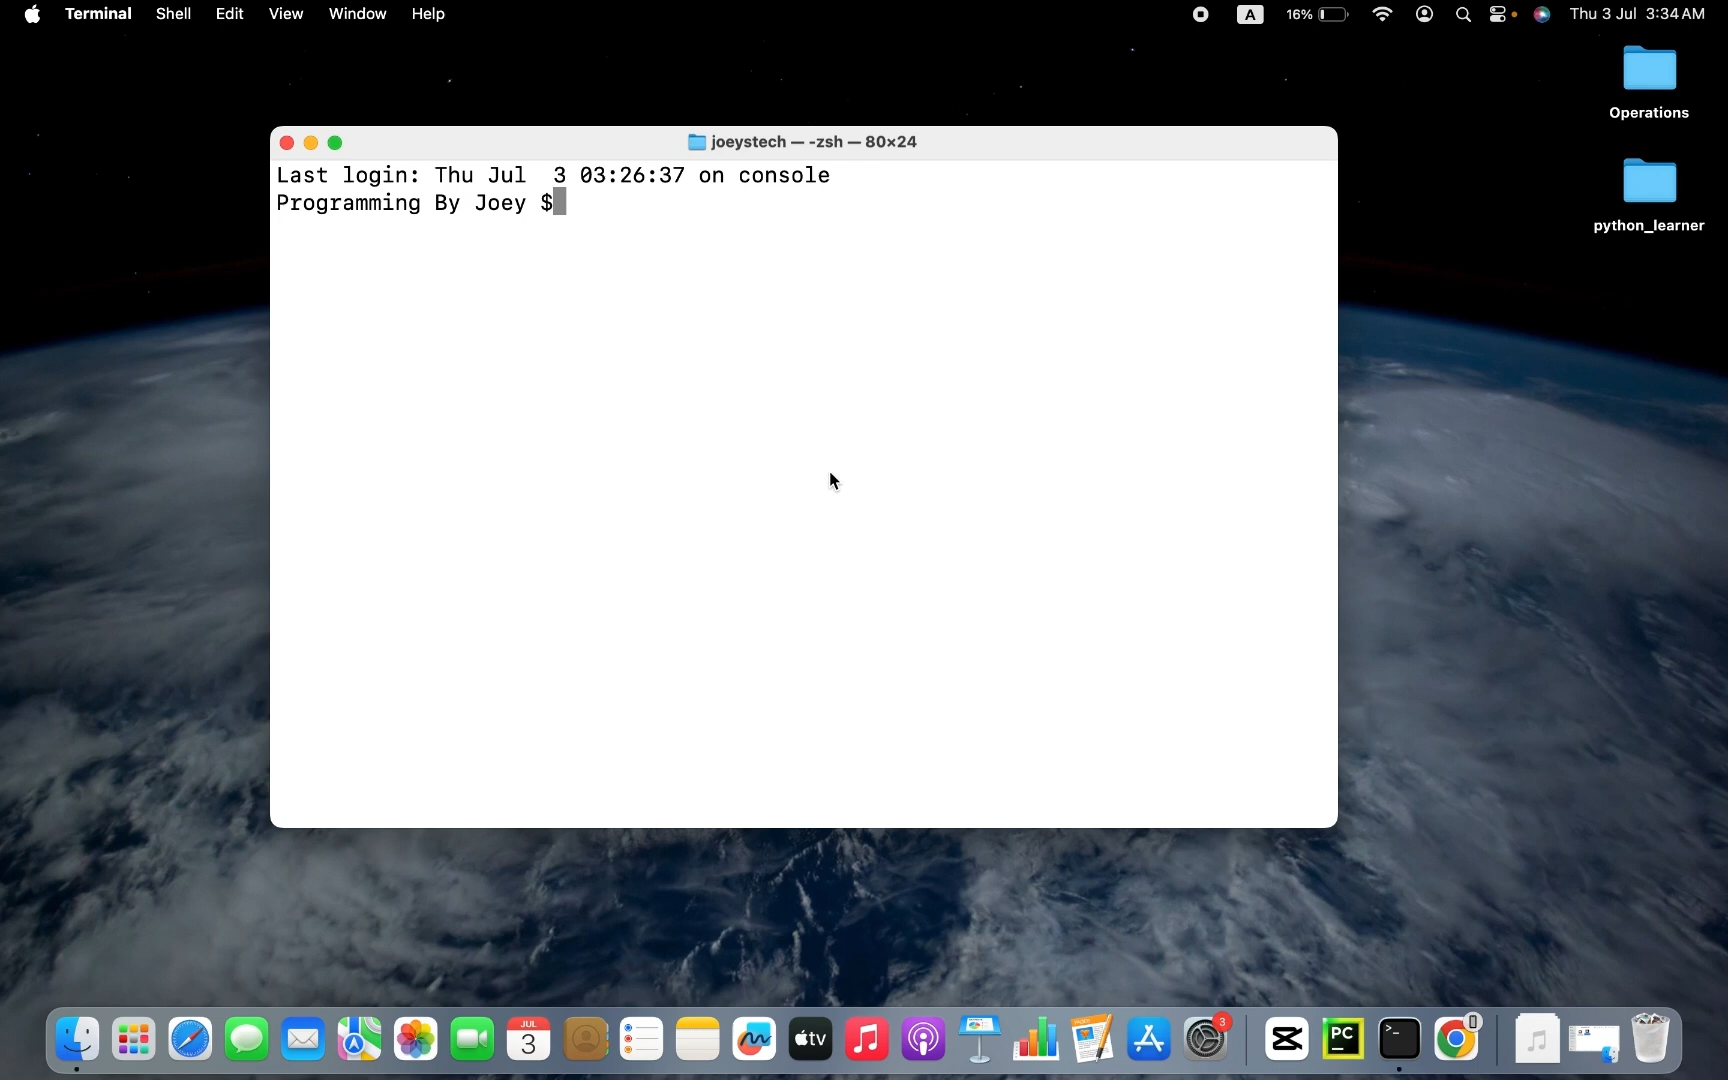 Terminal Shell Edit View Window Help A 16% Thu 3 Jul 3:34 AM
Operations
python_learner
joeystech — -zsh — 80×24
Last login: Thu Jul  3 03:26:37 on console
Programming By Joey $
JUL
3
tv
3
PC
>_